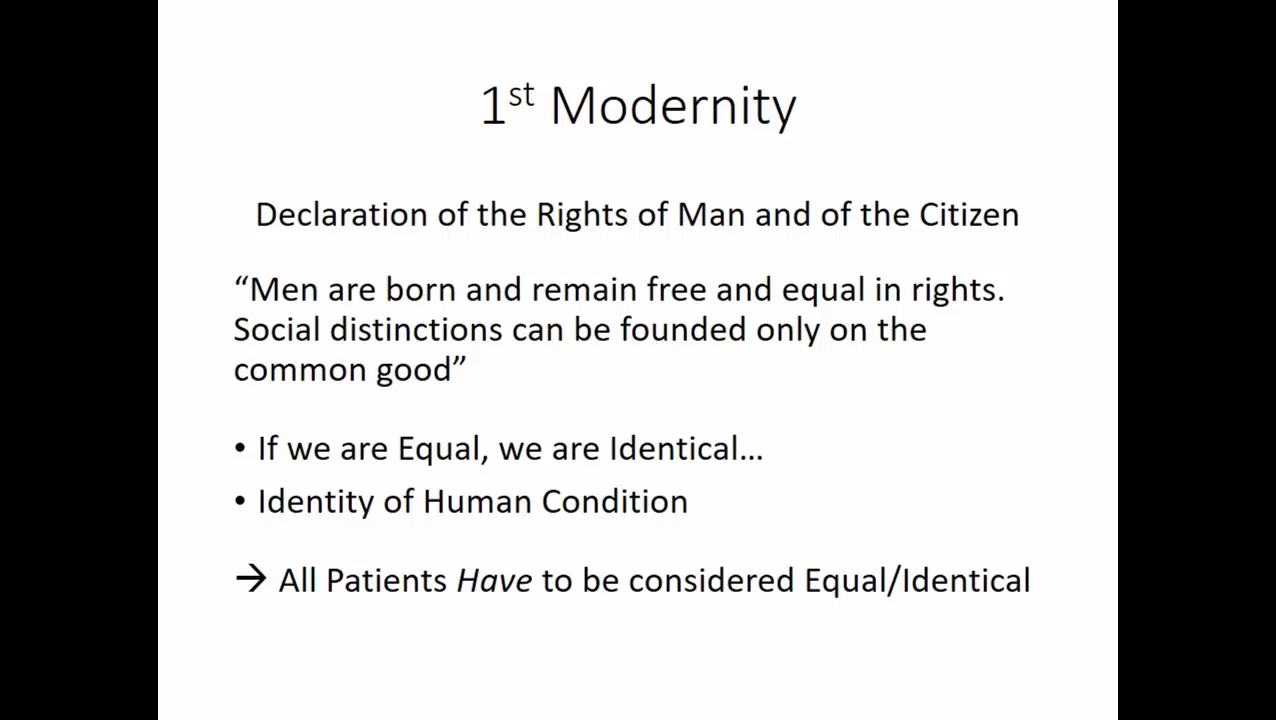 1st Modernity
Declaration of the Rights of Man and of the Citizen
“Men are born and remain free and equal in rights.
Social distinctions can be founded only on the
common good”
• If we are Equal, we are Identical...
• Identity of Human Condition
→ All Patients Have to be considered Equal/Identical